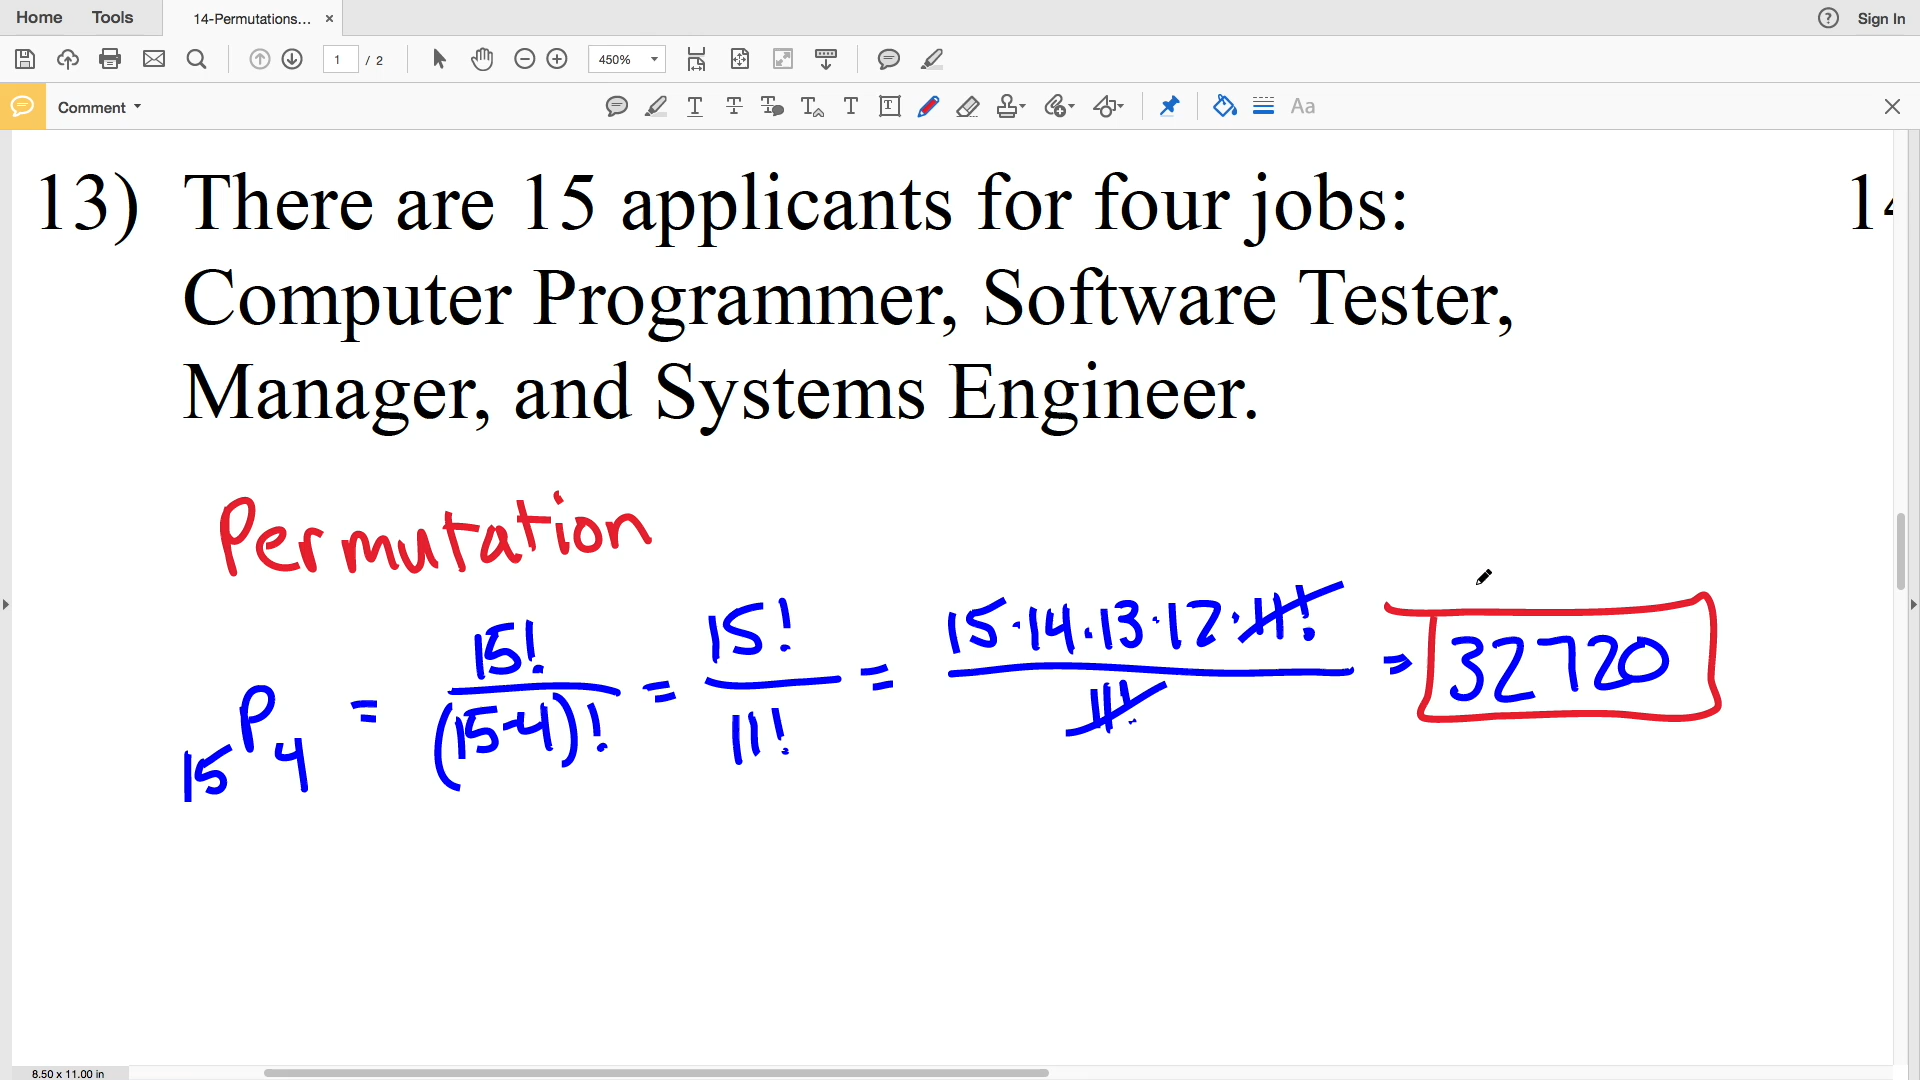 Home Tools 14-Permutations... × ? Sign In
1 / 2 450%
Comment T T T T T T Aa
13) There are 15 applicants for four jobs:
Computer Programmer, Software Tester,
Manager, and Systems Engineer.
14
Permutation
15P4 = 15!/(15-4)! = 15!/11! = 15·14·13·12·11!/11! = 32720
8.50 x 11.00 in